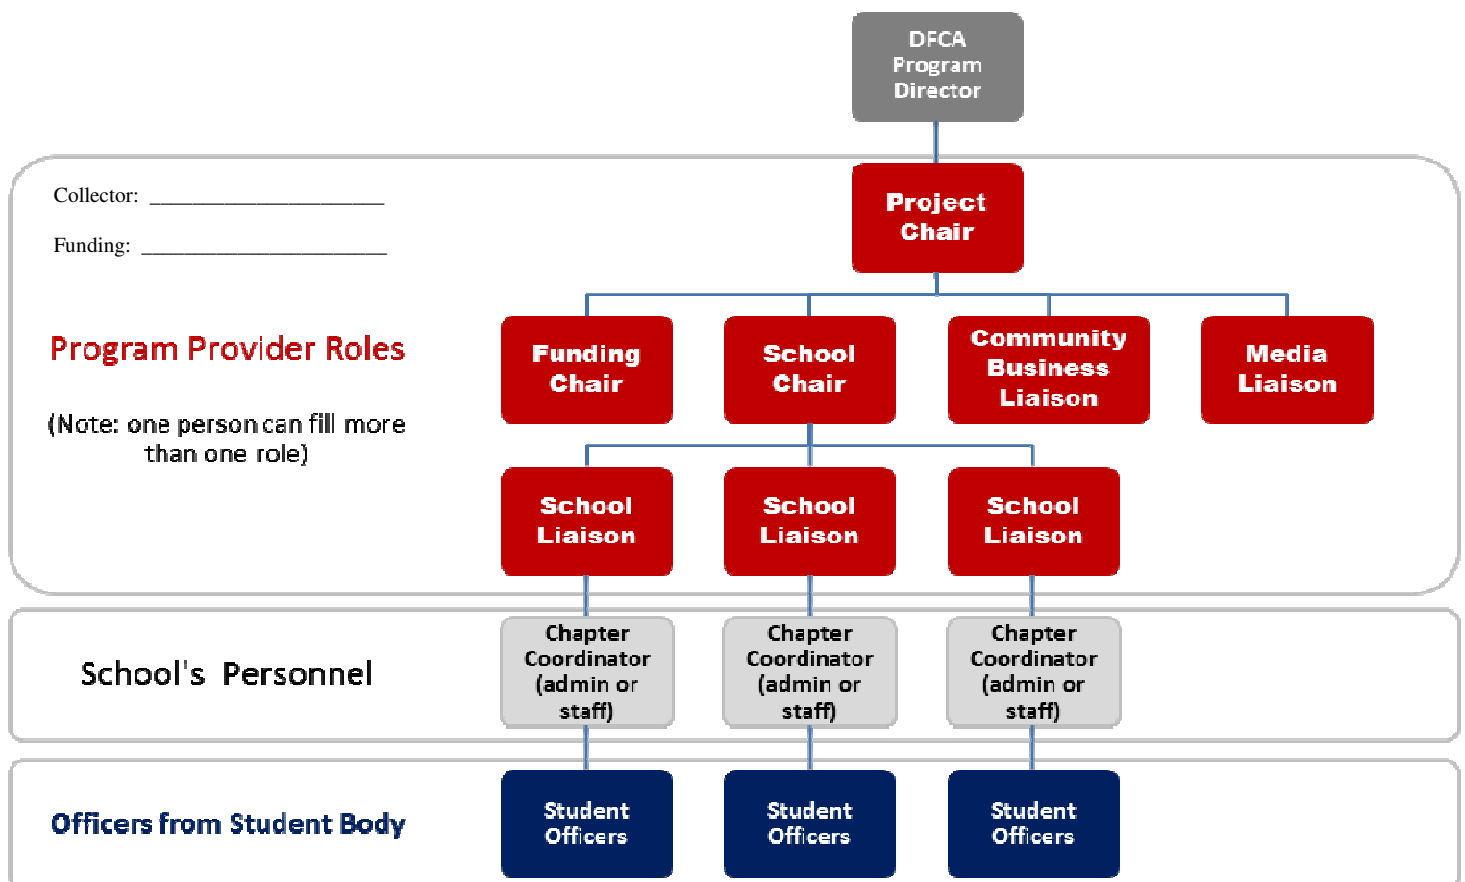 DFCA
Program
Director
Collector: ______________________
Funding: _______________________
Project
Chair
Program Provider Roles
(Note: one person can fill more
than one role)
Funding
Chair
School
Chair
Community
Business
Liaison
Media
Liaison
School
Liaison
School
Liaison
School
Liaison
School's Personnel
Chapter
Coordinator
(admin or
staff)
Chapter
Coordinator
(admin or
staff)
Chapter
Coordinator
(admin or
staff)
Officers from Student Body
Student
Officers
Student
Officers
Student
Officers